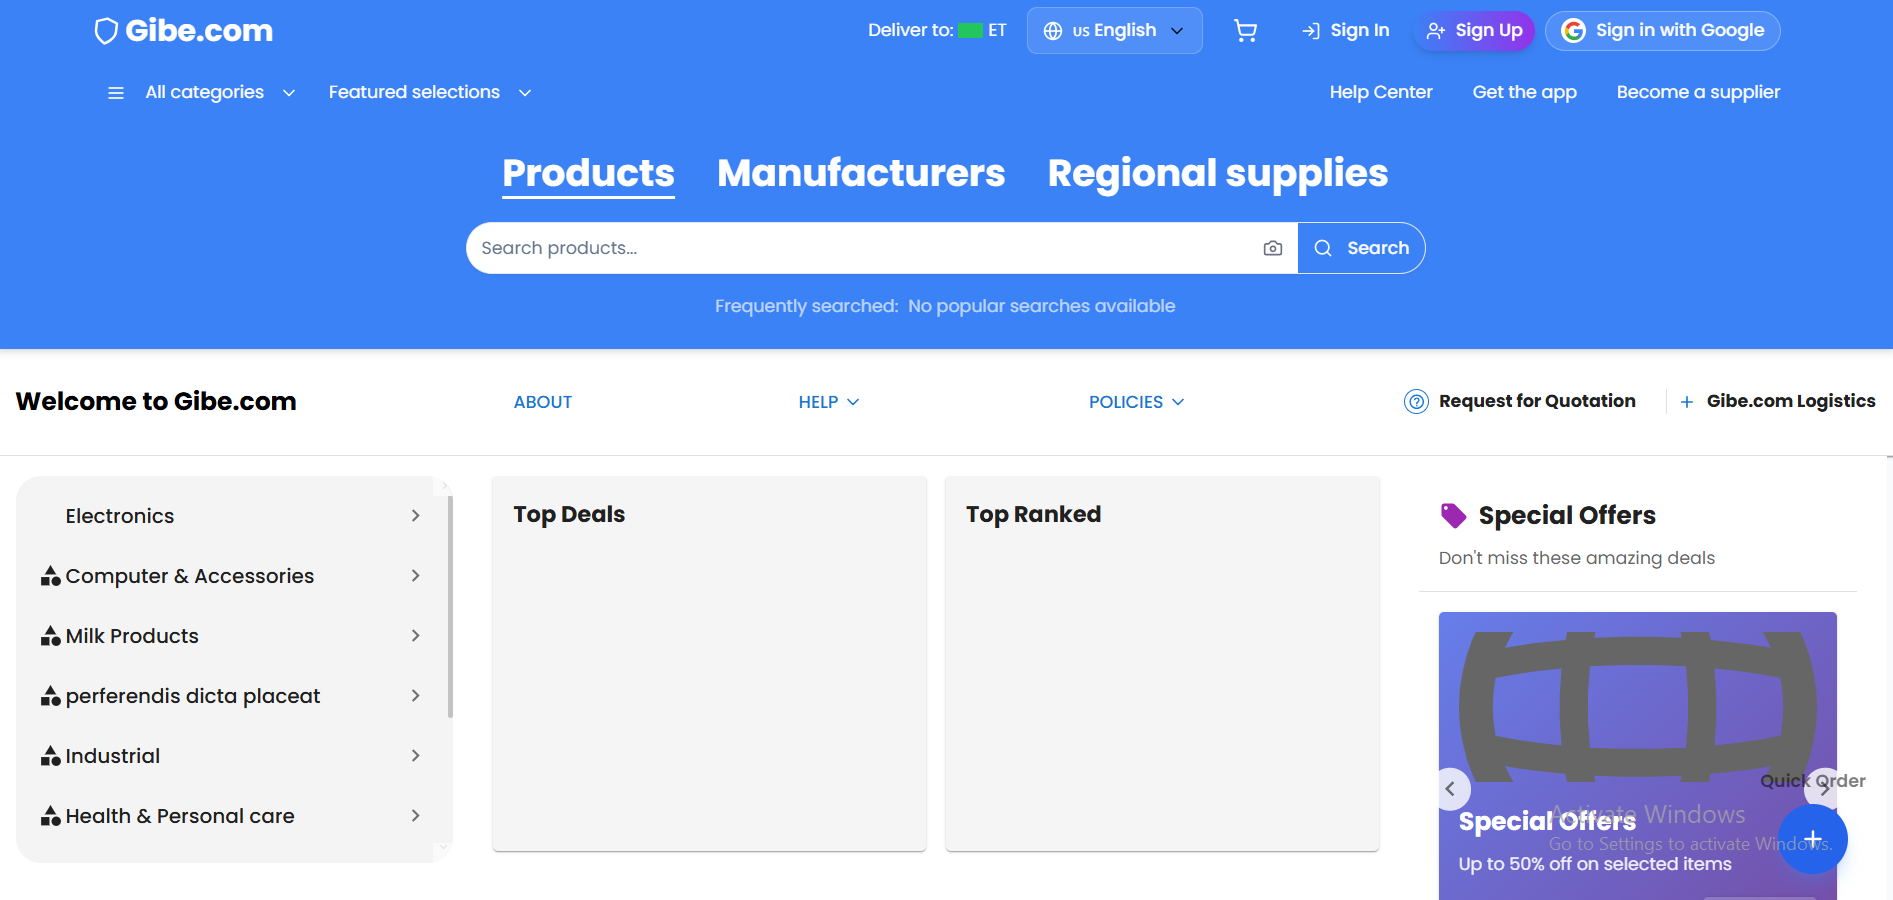 Gibe.com
Deliver to: ET
US English
Sign In
Sign Up
Sign in with Google
All categories
Featured selections
Help Center
Get the app
Become a supplier
Products
Manufacturers
Regional supplies
Search products...
Search
Frequently searched: No popular searches available
Welcome to Gibe.com
ABOUT
HELP
POLICIES
Request for Quotation
Gibe.com Logistics
Electronics
Computer & Accessories
Milk Products
perferendis dicta placeat
Industrial
Health & Personal care
Top Deals
Top Ranked
Special Offers
Don't miss these amazing deals
Quick Order
Special Offers
Up to 50% off on selected items
Activate Windows
Go to Settings to activate Windows.